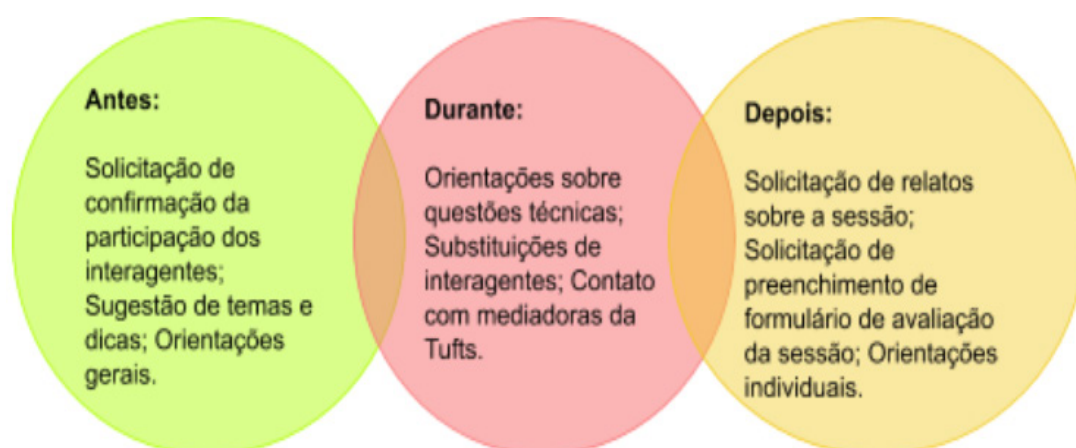 Antes:
Solicitação de
confirmação da
participação dos
interagentes;
Sugestão de temas e
dicas; Orientações
gerais.
Durante:
Orientações sobre
questões técnicas;
Substituições de
interagentes; Contato
com mediadoras da
Tufts.
Depois:
Solicitação de relatos
sobre a sessão;
Solicitação de
preenchimento de
formulário de avaliação
da sessão; Orientações
individuais.